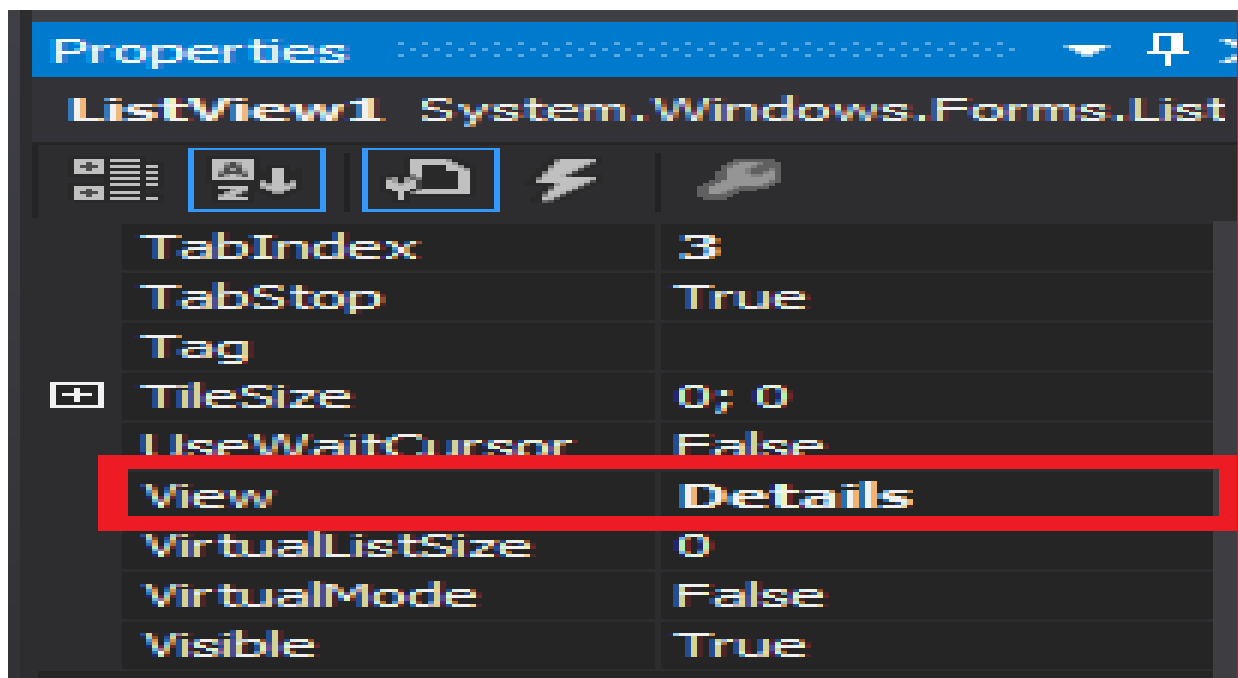 Properties
ListView1 System.Windows.Forms.List
TabIndex 3
TabStop True
Tag
TileSize 0; 0
UseWaitCursor False
View Details
VirtualListSize 0
VirtualMode False
Visible True